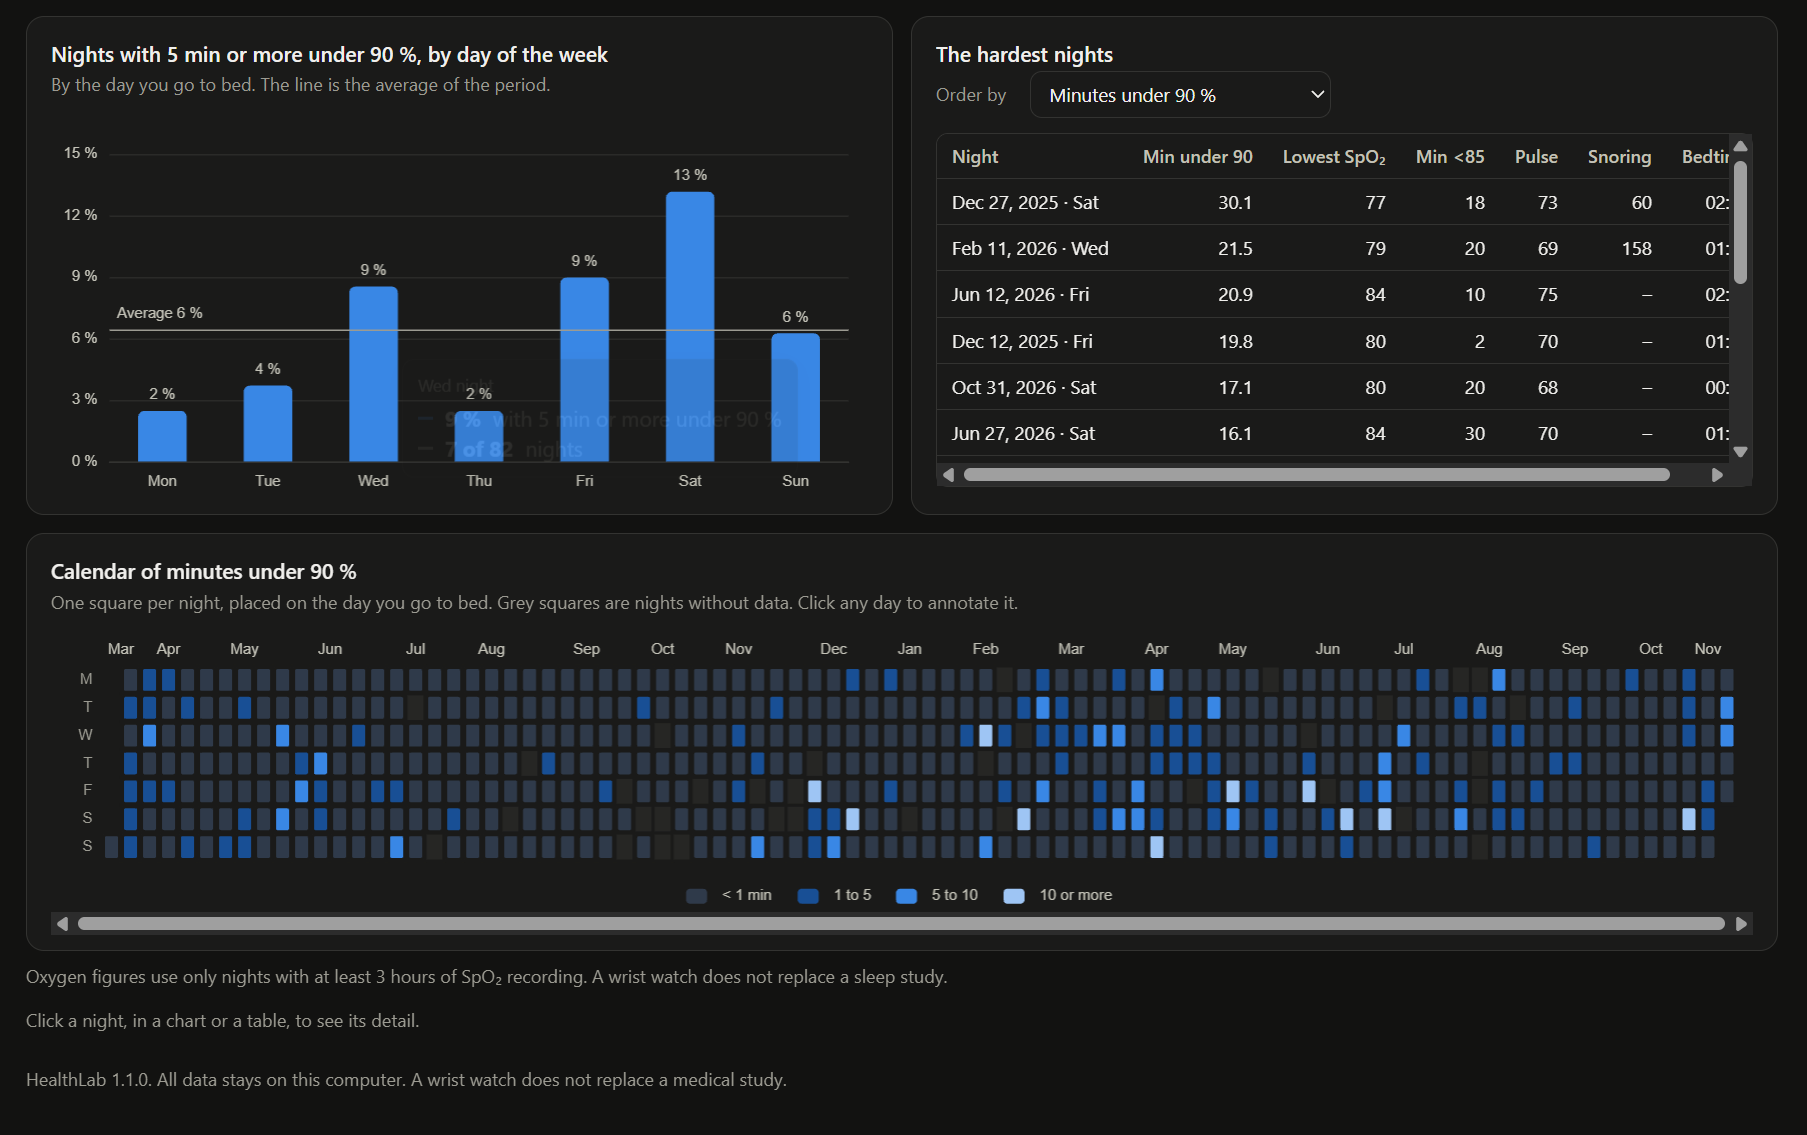 Nights with 5 min or more under 90 %, by day of the week
By the day you go to bed. The line is the average of the period.
15 %
12 %
9 %
6 %
3 %
0 %
Average 6 %
2 %
4 %
9 %
2 %
9 %
13 %
6 %
Wed night
9 % with 5 min or more under 90 %
7 of 82 nights
Mon Tue Wed Thu Fri Sat Sun
The hardest nights
Order by Minutes under 90 %
Night Min under 90 Lowest SpO₂ Min <85 Pulse Snoring Bedtir
Dec 27, 2025 · Sat 30.1 77 18 73 60 02:
Feb 11, 2026 · Wed 21.5 79 20 69 158 01:
Jun 12, 2026 · Fri 20.9 84 10 75 – 02:
Dec 12, 2025 · Fri 19.8 80 2 70 – 01:
Oct 31, 2026 · Sat 17.1 80 20 68 – 00:
Jun 27, 2026 · Sat 16.1 84 30 70 – 01:
Calendar of minutes under 90 %
One square per night, placed on the day you go to bed. Grey squares are nights without data. Click any day to annotate it.
Mar Apr May Jun Jul Aug Sep Oct Nov Dec Jan Feb Mar Apr May Jun Jul Aug Sep Oct Nov
M
T
W
T
F
S
S
< 1 min 1 to 5 5 to 10 10 or more
Oxygen figures use only nights with at least 3 hours of SpO₂ recording. A wrist watch does not replace a sleep study.
Click a night, in a chart or a table, to see its detail.
HealthLab 1.1.0. All data stays on this computer. A wrist watch does not replace a medical study.